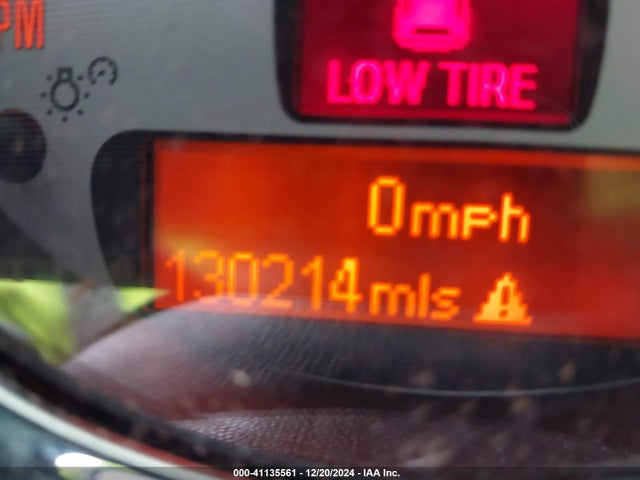 PM
LOW TIRE
0mph
130214mls
000-41135561 - 12/20/2024 - IAA Inc.